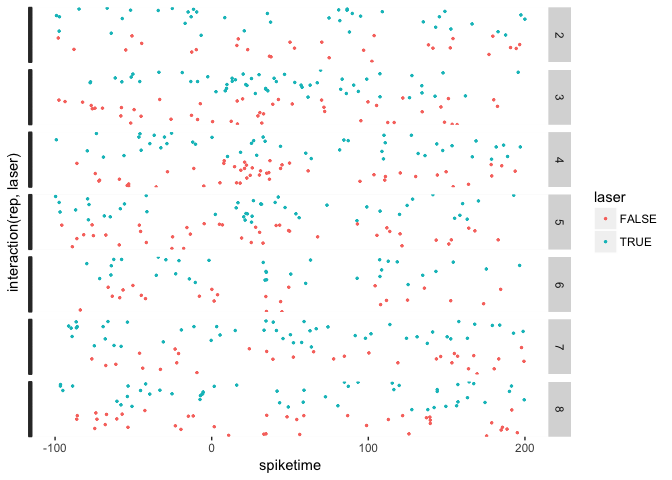 2
3
4
5
6
7
8
interaction(rep, laser)
laser
FALSE
TRUE
-100
0
100
200
spiketime